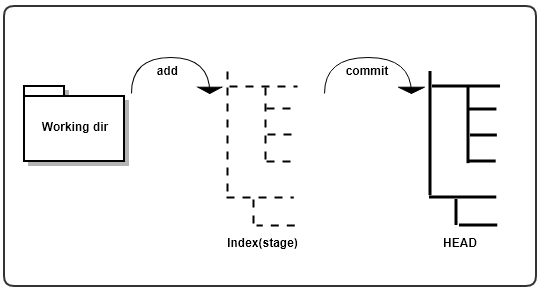 add
commit
Working dir
Index(stage)
HEAD